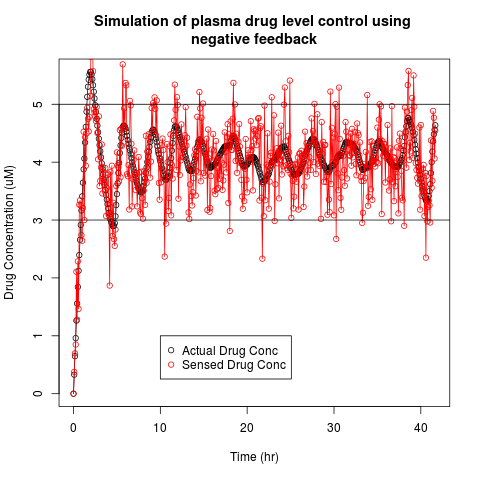 Simulation of plasma drug level control using
negative feedback
Drug Concentration (uM)
5
4
3
2
1
0
Actual Drug Conc
Sensed Drug Conc
0 10 20 30 40
Time (hr)